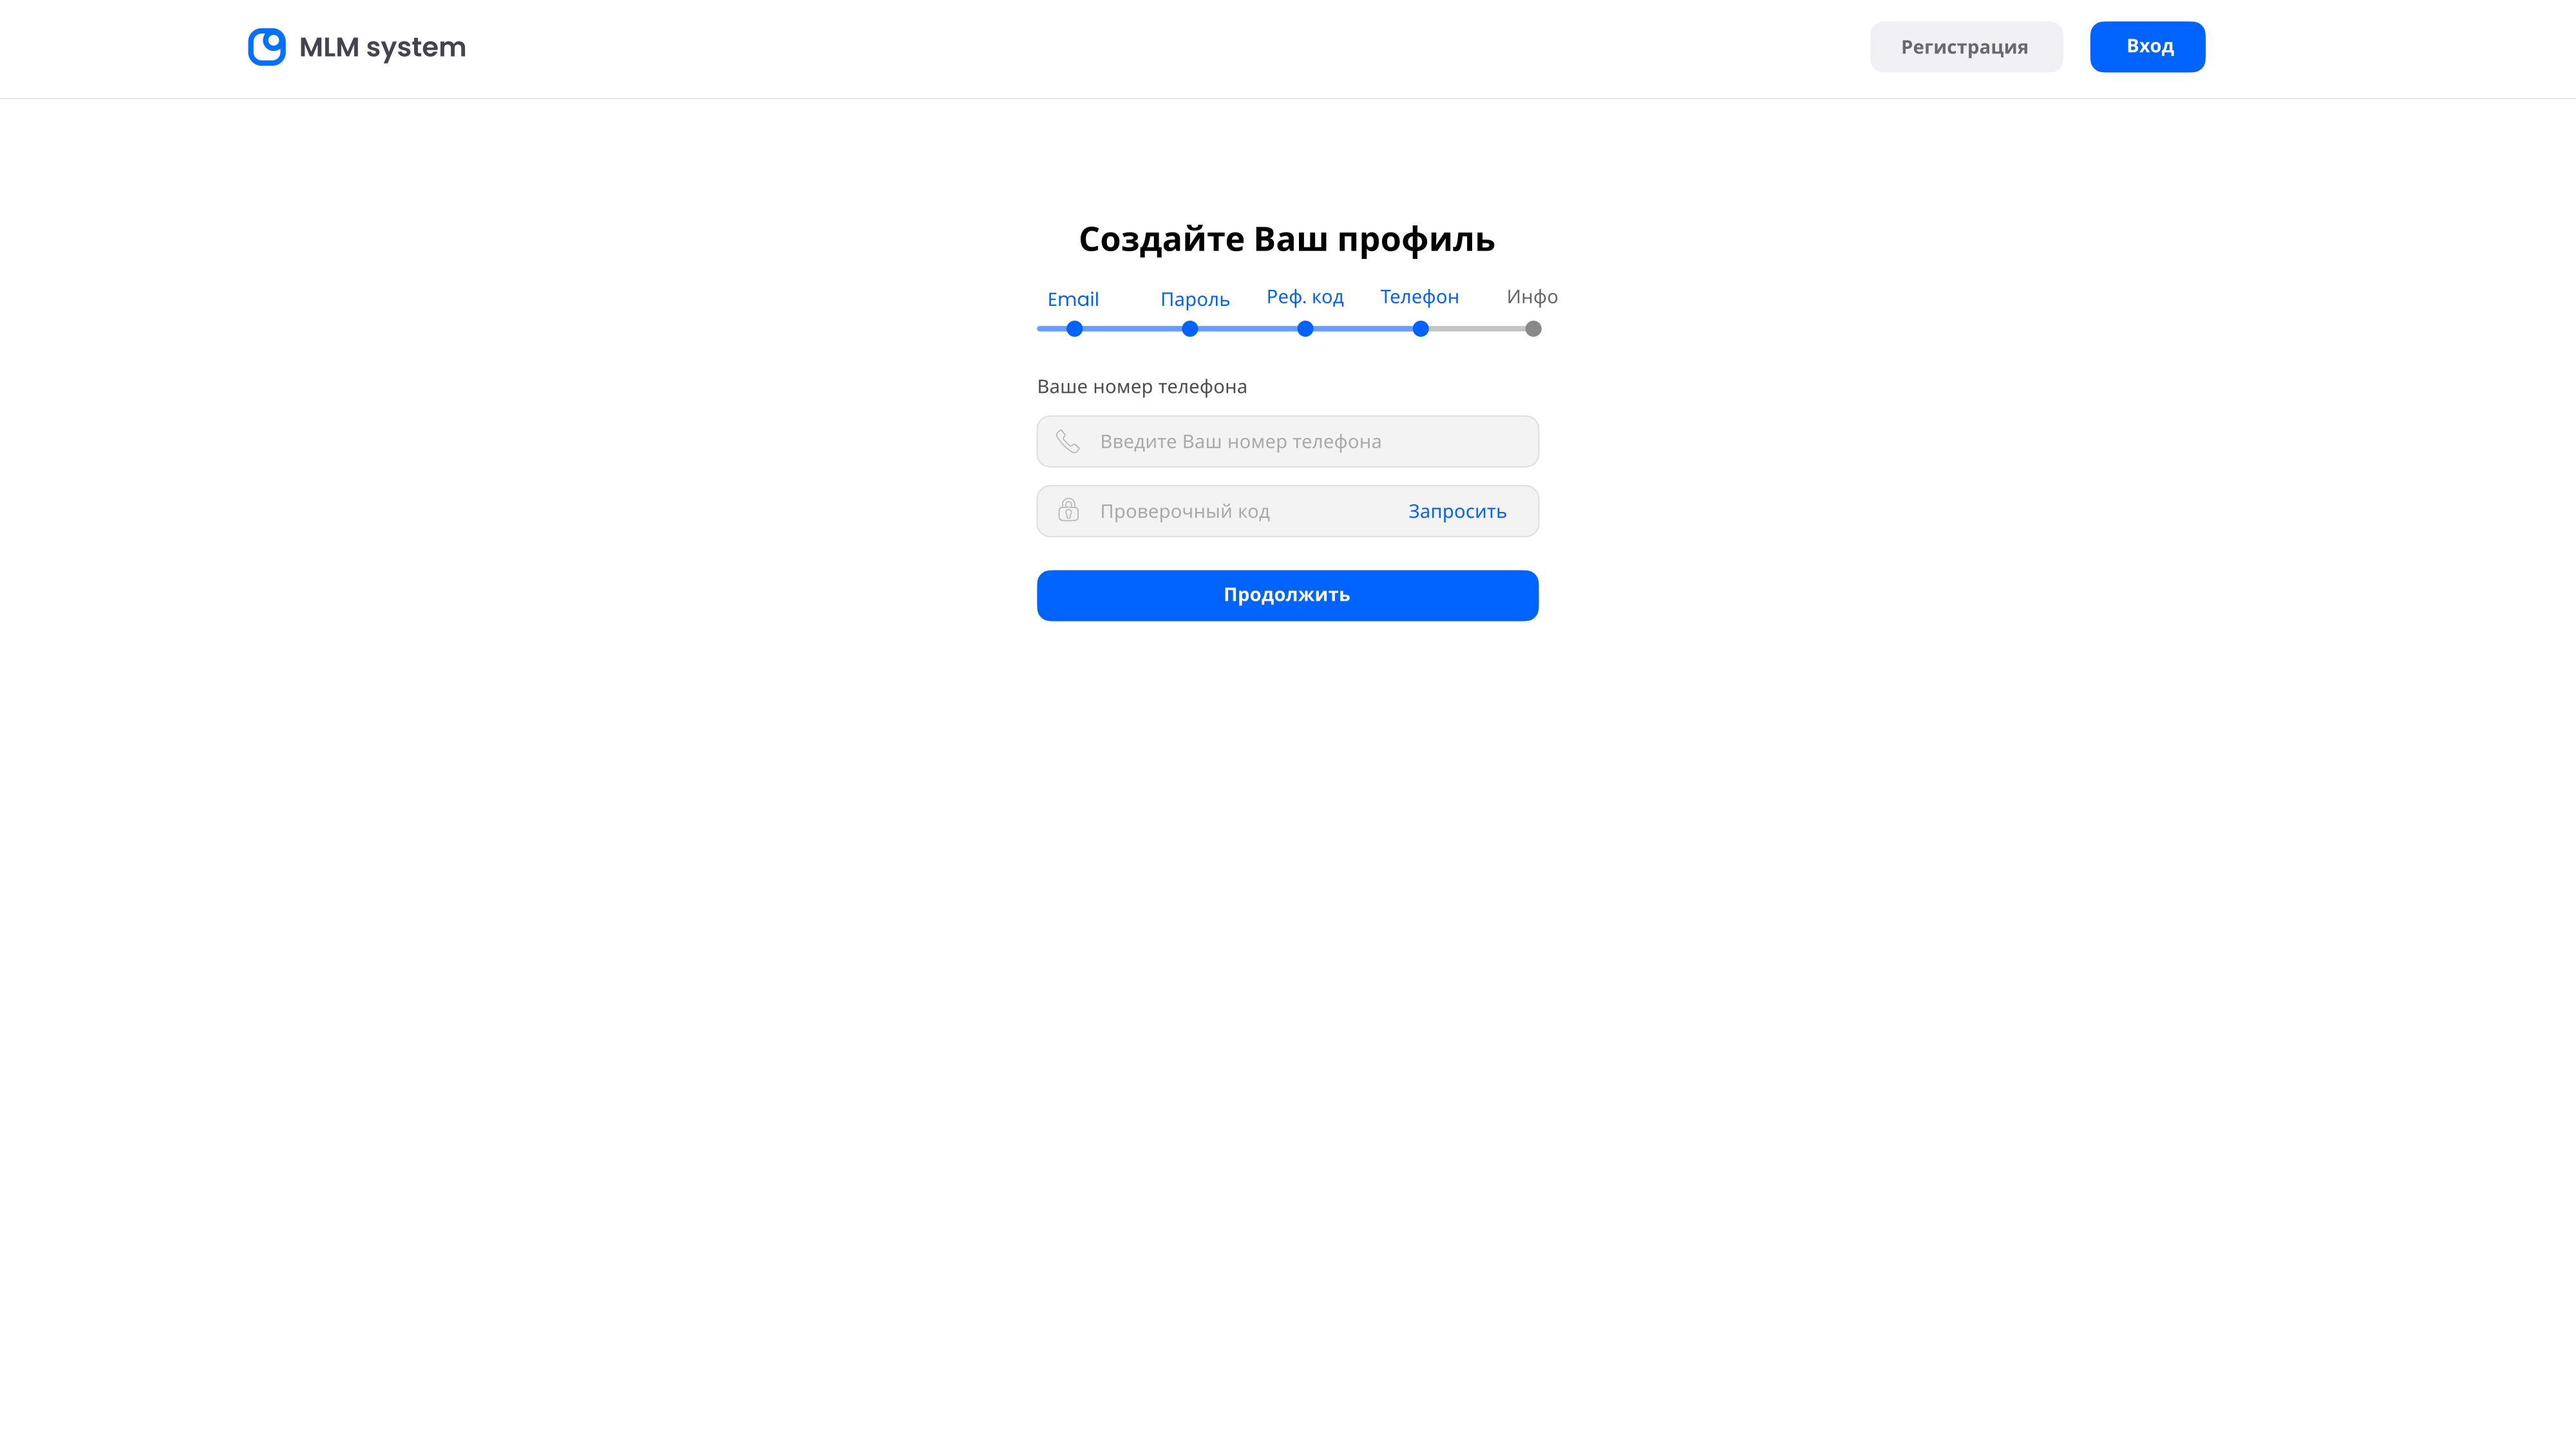 MLM system
Регистрация
Вход
Создайте Ваш профиль
Email Пароль Реф. код Телефон Инфо
Ваше номер телефона
Введите Ваш номер телефона
Проверочный код Запросить
Продолжить